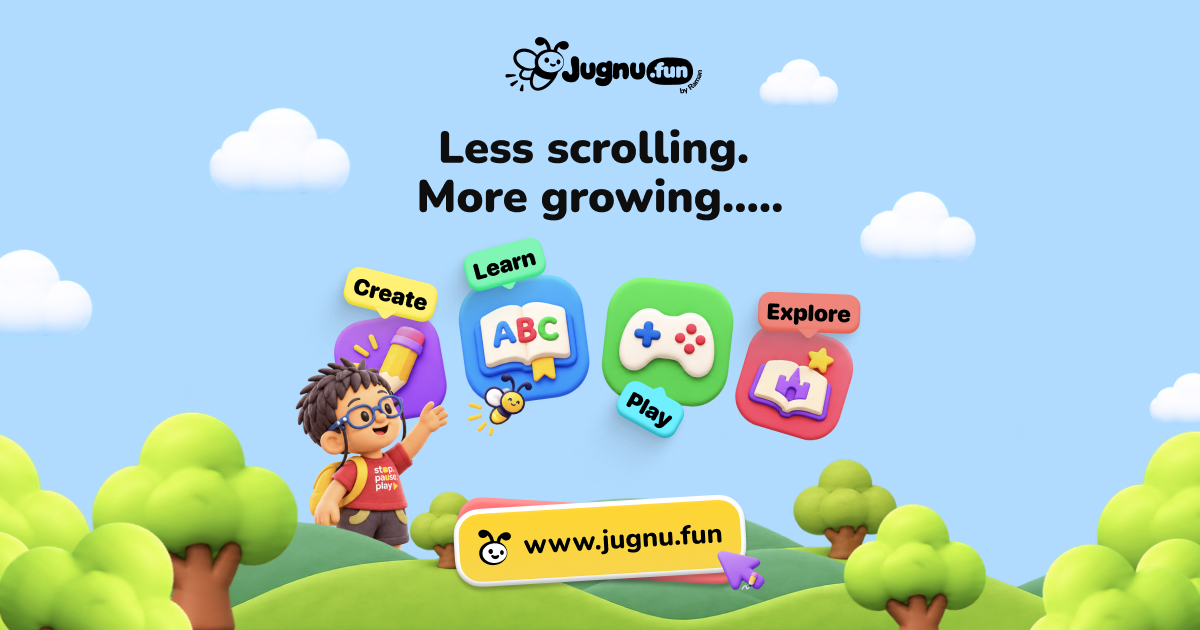 Jugnu.fun
by Raman
Less scrolling.
More growing.....
Create
Learn
ABC
Play
Explore
stop.
pause.
play
www.jugnu.fun